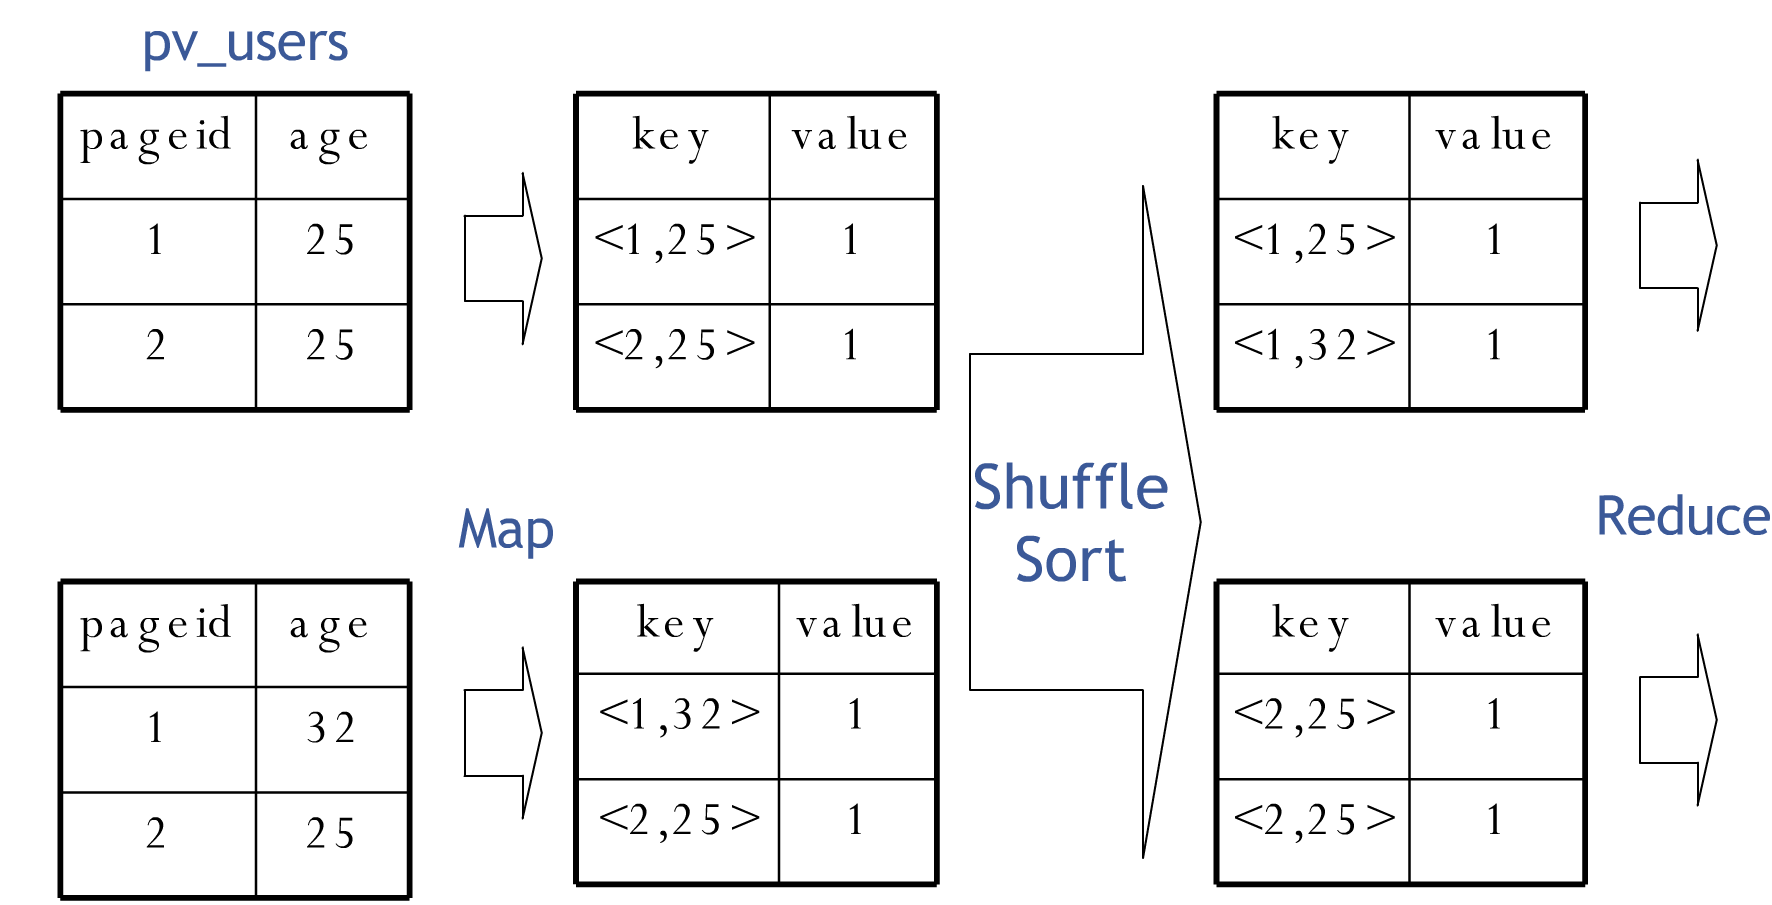 pv_users
pageid age
1 25
2 25
key value
<1,25> 1
<2,25> 1
key value
<1,25> 1
<1,32> 1
Map
Shuffle
Sort
Reduce
pageid age
1 32
2 25
key value
<1,32> 1
<2,25> 1
key value
<2,25> 1
<2,25> 1